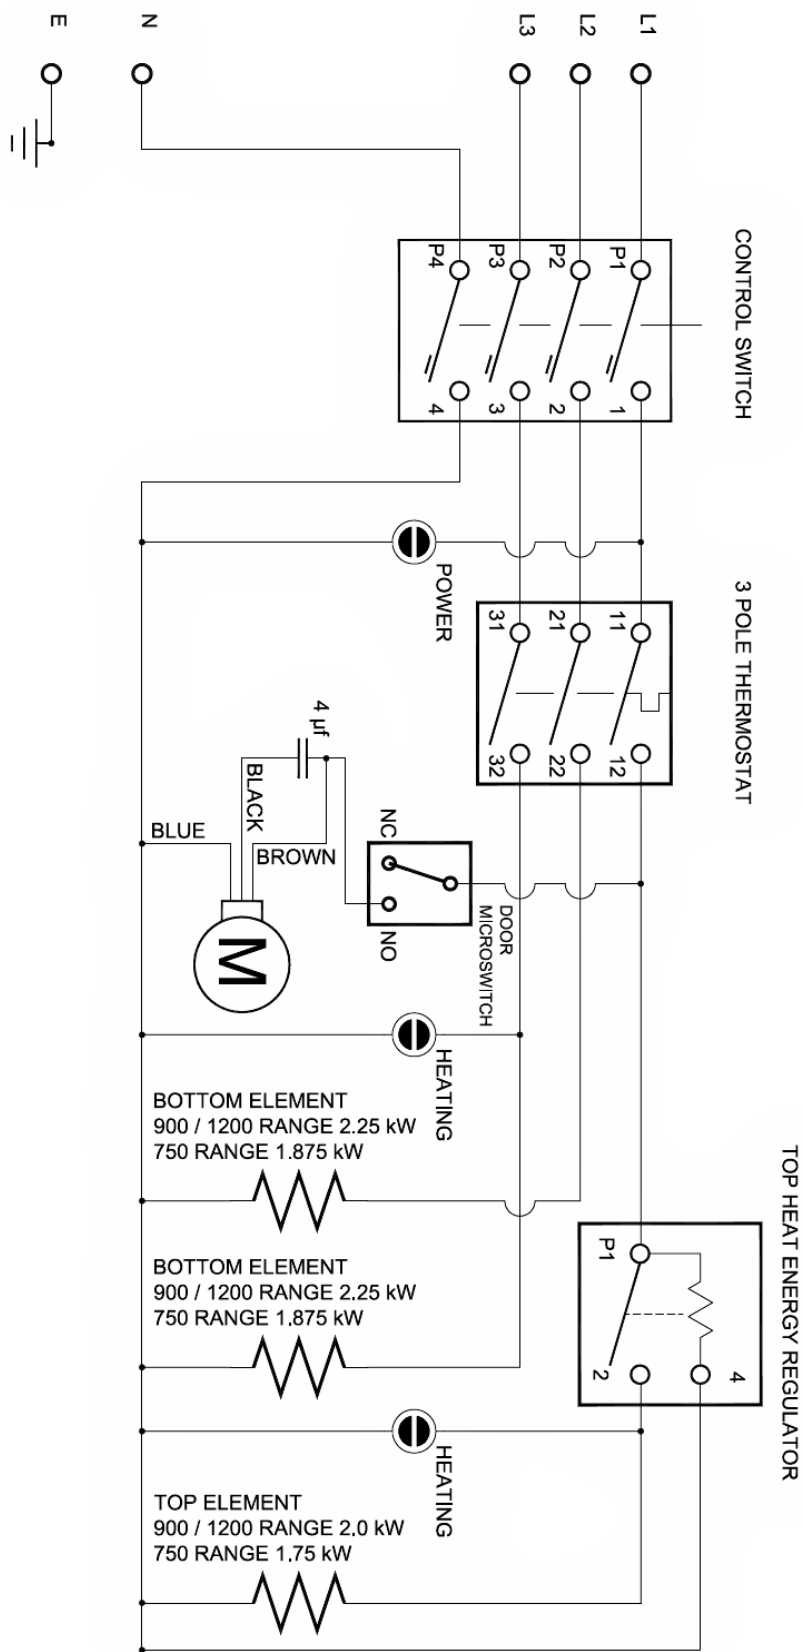 E
N
L3
L2
L1
CONTROL SWITCH
P4
P3
P2
P1
4
3
2
1
POWER
3 POLE THERMOSTAT
31
21
11
32
22
12
4 µf
BLACK
BLUE
BROWN
NC
NO
DOOR
MICROSWITCH
M
HEATING
BOTTOM ELEMENT
900 / 1200 RANGE 2.25 kW
750 RANGE 1.875 kW
TOP HEAT ENERGY REGULATOR
P1
2
4
BOTTOM ELEMENT
900 / 1200 RANGE 2.25 kW
750 RANGE 1.875 kW
HEATING
TOP ELEMENT
900 / 1200 RANGE 2.0 kW
750 RANGE 1.75 kW